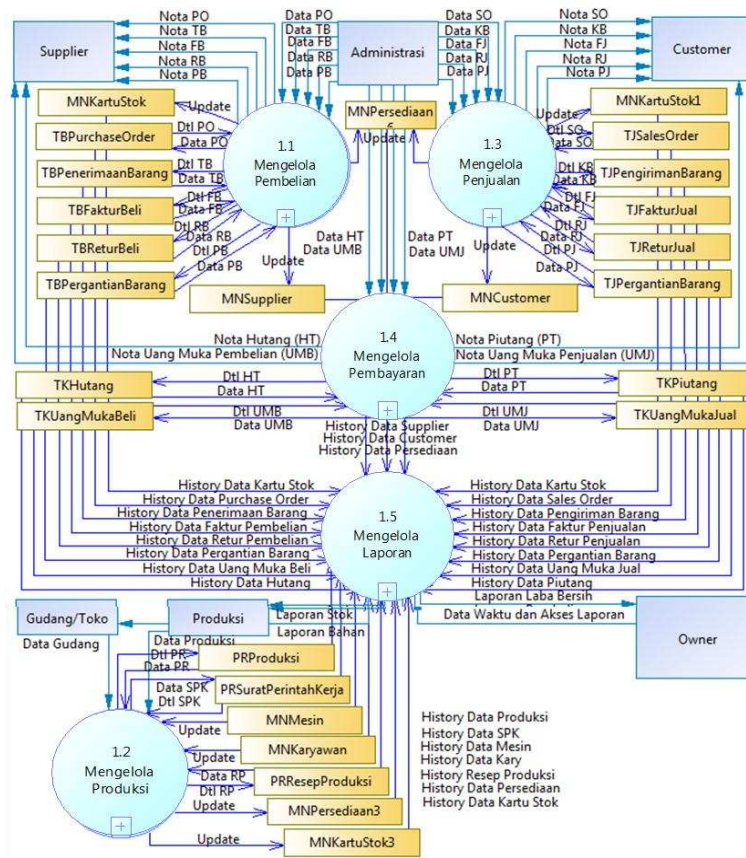 Nota PO
Nota TB
Nota FB
Nota RB
Nota PB
Supplier
Data PO
Data TB
Data FB
Data RB
Data PB
Administrasi
Data SO
Data KB
Data FJ
Data RJ
Data PJ
Nota SO
Nota KB
Nota FJ
Nota RJ
Nota PJ
Customer
MNKartuStok
Update
TBPurchaseOrder
Dtl PO
Data PO
TBPenerimaanBarang
Dtl TB
Data TB
TBFakturBeli
Dtl FB
Data FB
TBReturBeli
Dtl RB
Data RB
TBPergantianBarang
Dtl PB
Data PB
1.1
Mengelola
Pembelian
MNPersediaan
6
Update
1.3
Mengelola
Penjualan
Update
MNKartuStok1
Dtl SO
Data SO
TJSalesOrder
Dtl KB
Data KB
TJPengirimanBarang
Dtl FJ
Data FJ
TJFakturJual
Dtl RJ
Data RJ
TJReturJual
Dtl PJ
Data PJ
TJPergantianBarang
Update
MNSupplier
Data HT
Data UMB
Data PT
Data UMJ
Update
MNCustomer
1.4
Mengelola
Pembayaran
Nota Hutang (HT)
Nota Uang Muka Pembelian (UMB)
Nota Piutang (PT)
Nota Uang Muka Penjualan (UMJ)
TKHutang
Dtl HT
Data HT
TKUangMukaBeli
Dtl UMB
Data UMB
Dtl PT
Data PT
TKPiutang
Dtl UMJ
Data UMJ
TKUangMukaJual
History Data Supplier
History Data Customer
History Data Persediaan
1.5
Mengelola
Laporan
History Data Kartu Stok
History Data Purchase Order
History Data Penerimaan Barang
History Data Faktur Pembelian
History Data Retur Pembelian
History Data Pergantian Barang
History Data Uang Muka Beli
History Data Hutang
History Data Kartu Stok
History Data Sales Order
History Data Pengiriman Barang
History Data Faktur Penjualan
History Data Retur Penjualan
History Data Pergantian Barang
History Data Uang Muka Jual
History Data Piutang
Laporan Laba Bersih
Data Waktu dan Akses Laporan
Owner
Gudang/Toko
Data Gudang
Produksi
Laporan Stok
Laporan Bahan
Data Produksi
Dtl PR
Data PR
PRProduksi
Data SPK
Dtl SPK
PRSuratPerintahKerja
MNMesin
Update
MNKaryawan
Update
Data RP
Dtl RP
PRResepProduksi
Update
MNPersediaan3
Update
MNKartuStok3
1.2
Mengelola
Produksi
History Data Produksi
History Data SPK
History Data Mesin
History Data Kary
History Resep Produksi
History Data Persediaan
History Data Kartu Stok